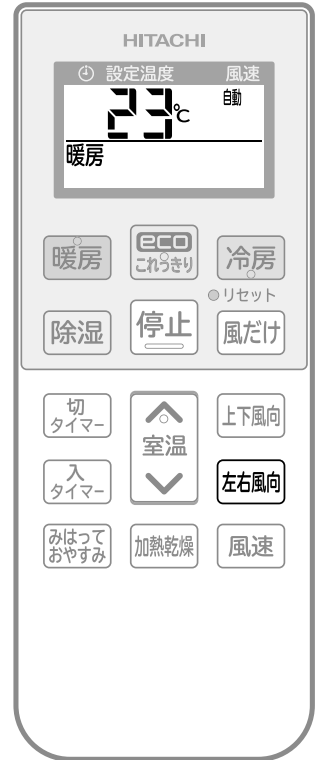 HITACHI
設定温度 風速
23℃ 自動
暖房
暖房 eco これっきり 冷房
リセット
除湿 停止 風だけ
切タイマー 室温 上下風向
入タイマー 左右風向
みはっておやすみ 加熱乾燥 風速